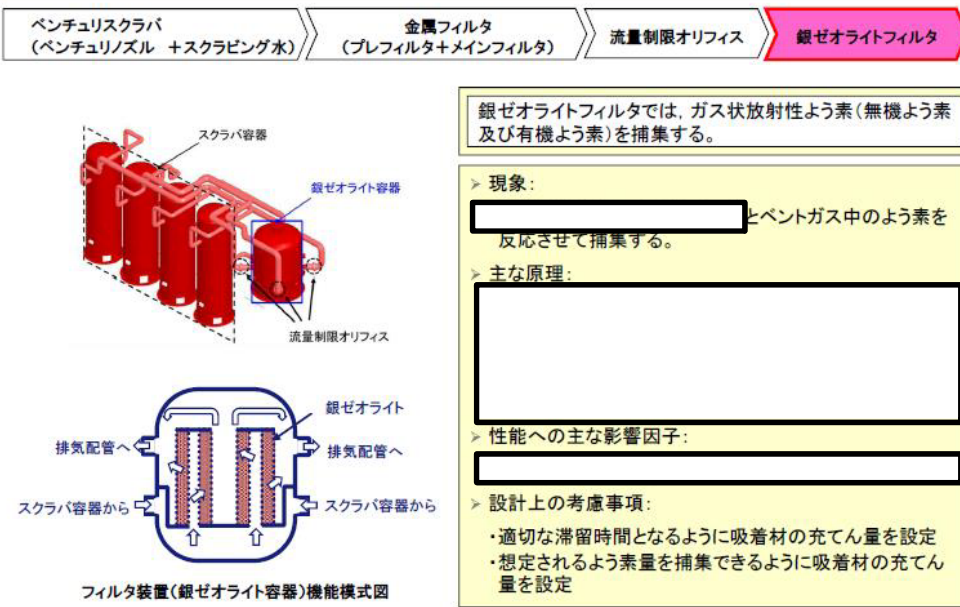 ベンチュリスクラバ
(ベンチュリノズル +スクラビング水)
金属フィルタ
(プレフィルタ+メインフィルタ)
流量制限オリフィス
銀ゼオライトフィルタ
スクラバ容器
銀ゼオライト容器
流量制限オリフィス
銀ゼオライト
排気配管へ
排気配管へ
スクラバ容器から
スクラバ容器から
フィルタ装置(銀ゼオライト容器)機能模式図
銀ゼオライトフィルタでは,ガス状放射性よう素(無機よう素
及び有機よう素)を捕集する。
➢ 現象:
とベントガス中のよう素を
反応させて捕集する。
➢ 主な原理:
➢ 性能への主な影響因子:
➢ 設計上の考慮事項:
・適切な滞留時間となるように吸着材の充てん量を設定
・想定されるよう素量を捕集できるように吸着材の充てん
量を設定